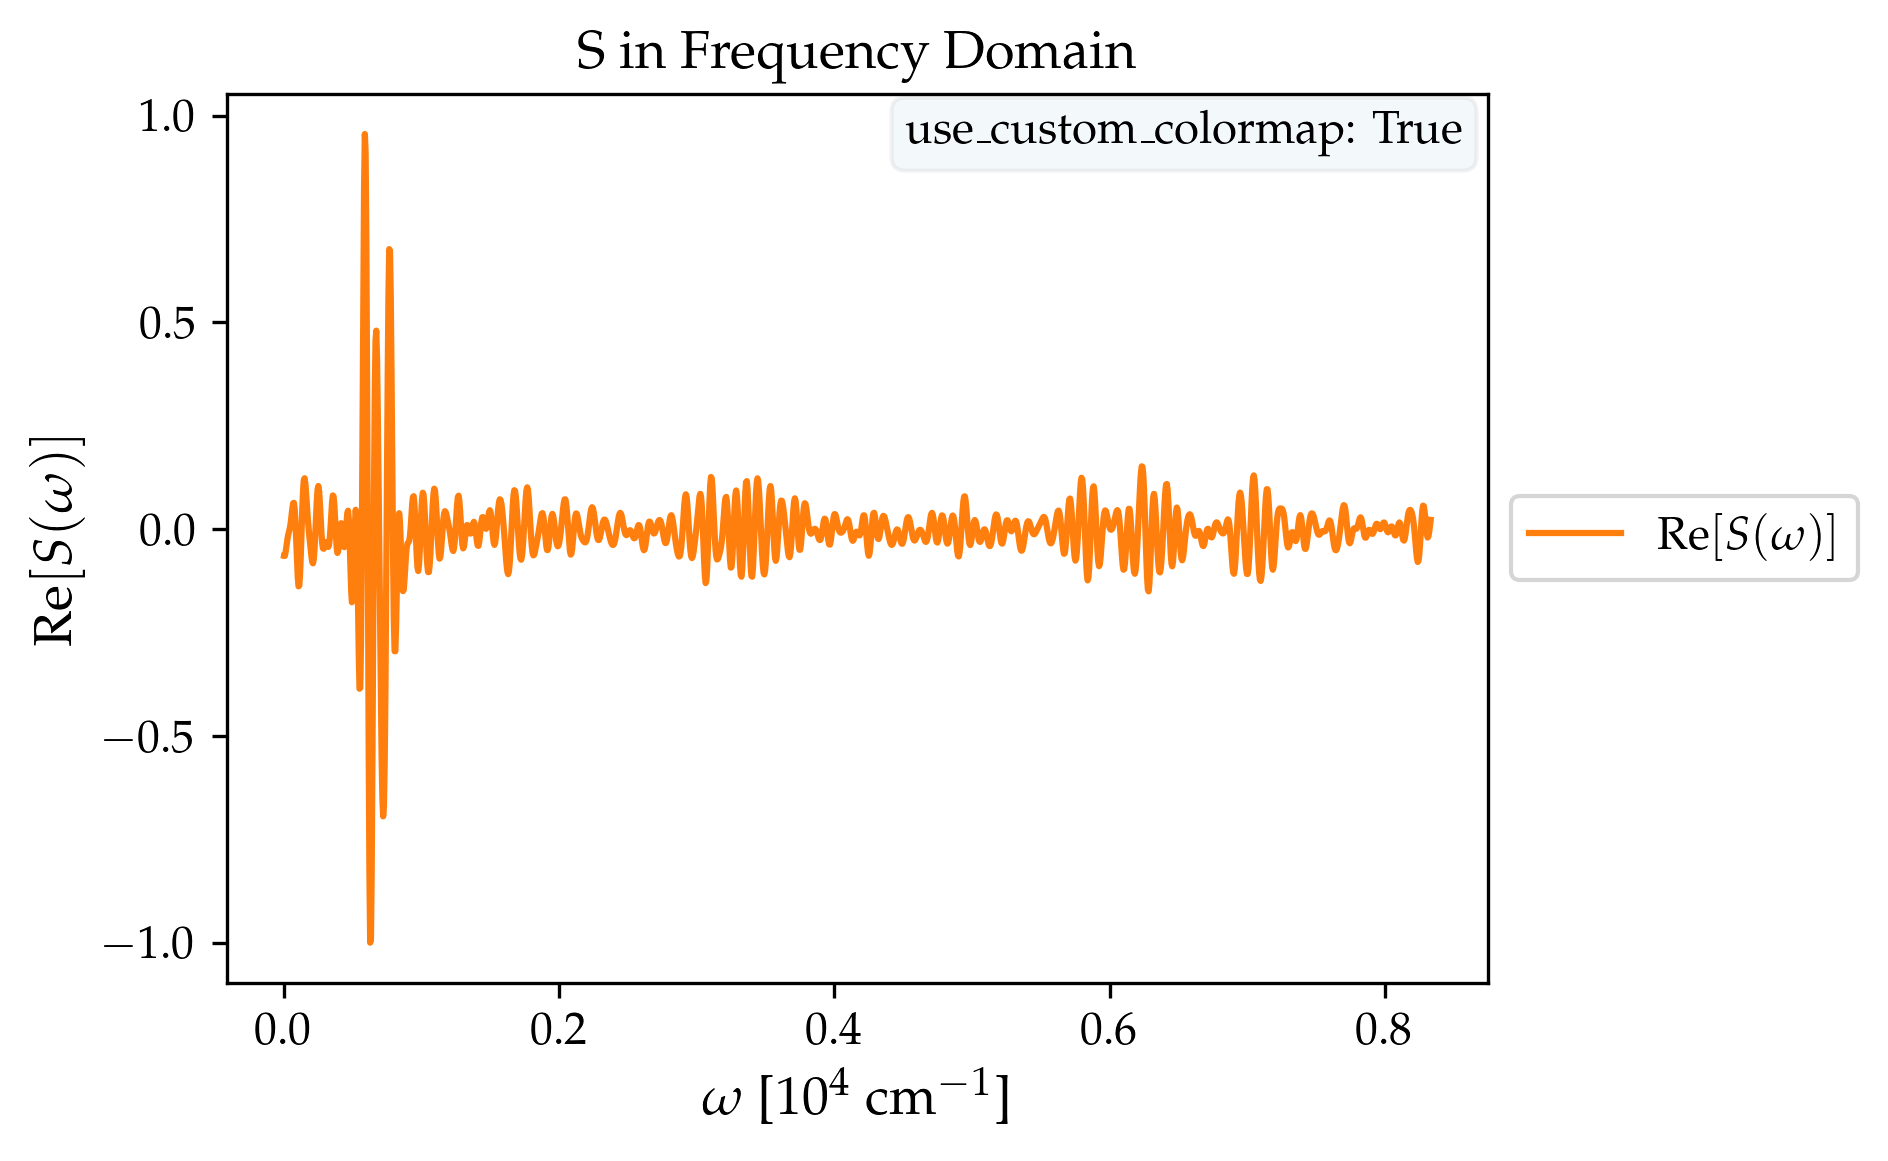 S in Frequency Domain
use_custom_colormap: True
1.0
0.5
0.0
−0.5
−1.0
Re[S(ω)]
Re[S(ω)]
0.0 0.2 0.4 0.6 0.8
ω [10⁴ cm⁻¹]